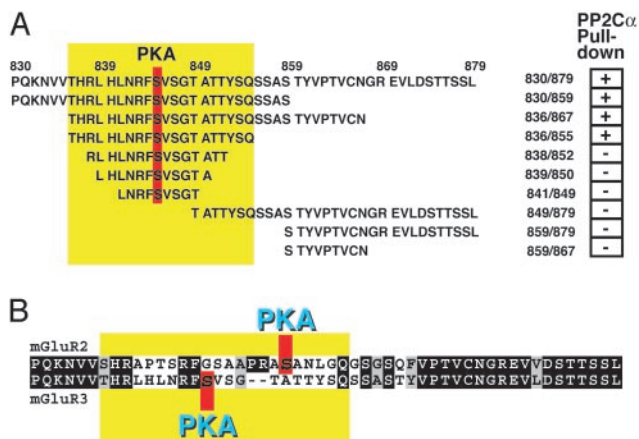 A
PP2Cα
Pull-
down
PKA
830 839 849 859 869 879
PQKNVVTHRL HLNRFSVSGT ATTYSQSSAS TYVPTVCNGR EVLDSTTSSL 830/879 +
PQKNVVTHRL HLNRFSVSGT ATTYSQSSAS 830/859 +
THRL HLNRFSVSGT ATTYSQSSAS TYVPTVCN 836/867 +
THRL HLNRFSVSGT ATTYSQ 836/855 +
RL HLNRFSVSGT ATT 838/852 -
L HLNRFSVSGT A 839/850 -
LNRFSVSGT 841/849 -
T ATTYSQSSAS TYVPTVCNGR EVLDSTTSSL 849/879 -
S TYVPTVCNGR EVLDSTTSSL 859/879 -
S TYVPTVCN 859/867 -
B
PKA
mGluR2
PQKNVVSHRAPTSRFGSAAPRASANLGQGSGSQFVPTVCNGREVVDSTTSSL
PQKNVVTHRLHLNRFSVSG--TATTYSQSSASTYVPTVCNGREVLDSTTSSL
mGluR3
PKA